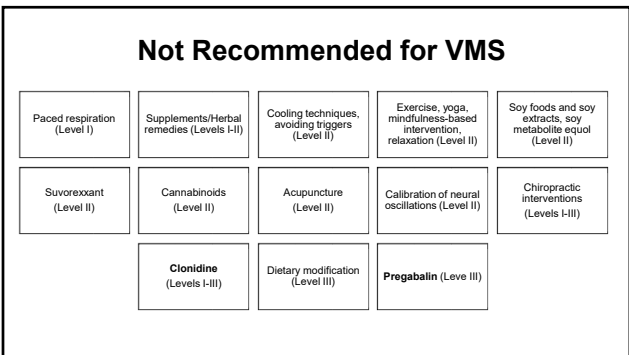 Not Recommended for VMS
Paced respiration
(Level I)
Supplements/Herbal
remedies (Levels I-II)
Cooling techniques,
avoiding triggers
(Level II)
Exercise, yoga,
mindfulness-based
intervention,
relaxation (Level II)
Soy foods and soy
extracts, soy
metabolite equol
(Level II)
Suvorexxant
(Level II)
Cannabinoids
(Level II)
Acupuncture
(Level II)
Calibration of neural
oscillations (Level II)
Chiropractic
interventions
(Levels I-III)
Clonidine
(Levels I-III)
Dietary modification
(Level III)
Pregabalin (Leve III)